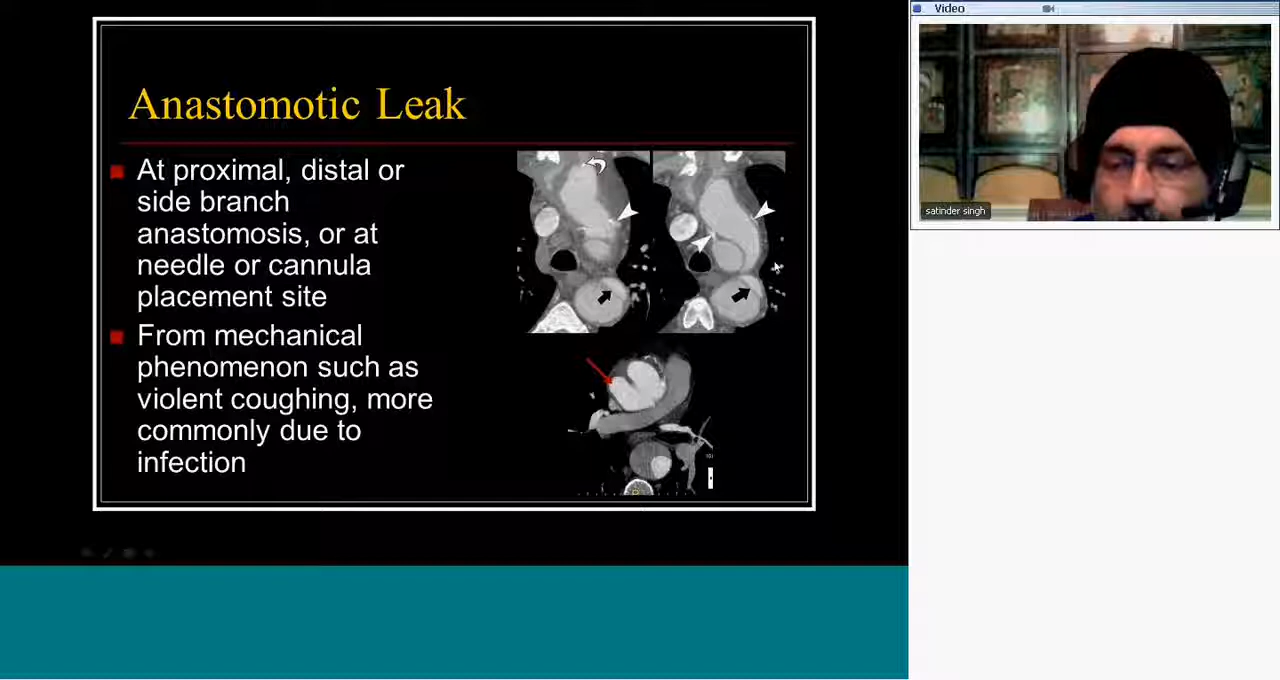 Video
Anastomotic Leak
At proximal, distal or
side branch
anastomosis, or at
needle or cannula
placement site
From mechanical
phenomenon such as
violent coughing, more
commonly due to
infection
satinder singh